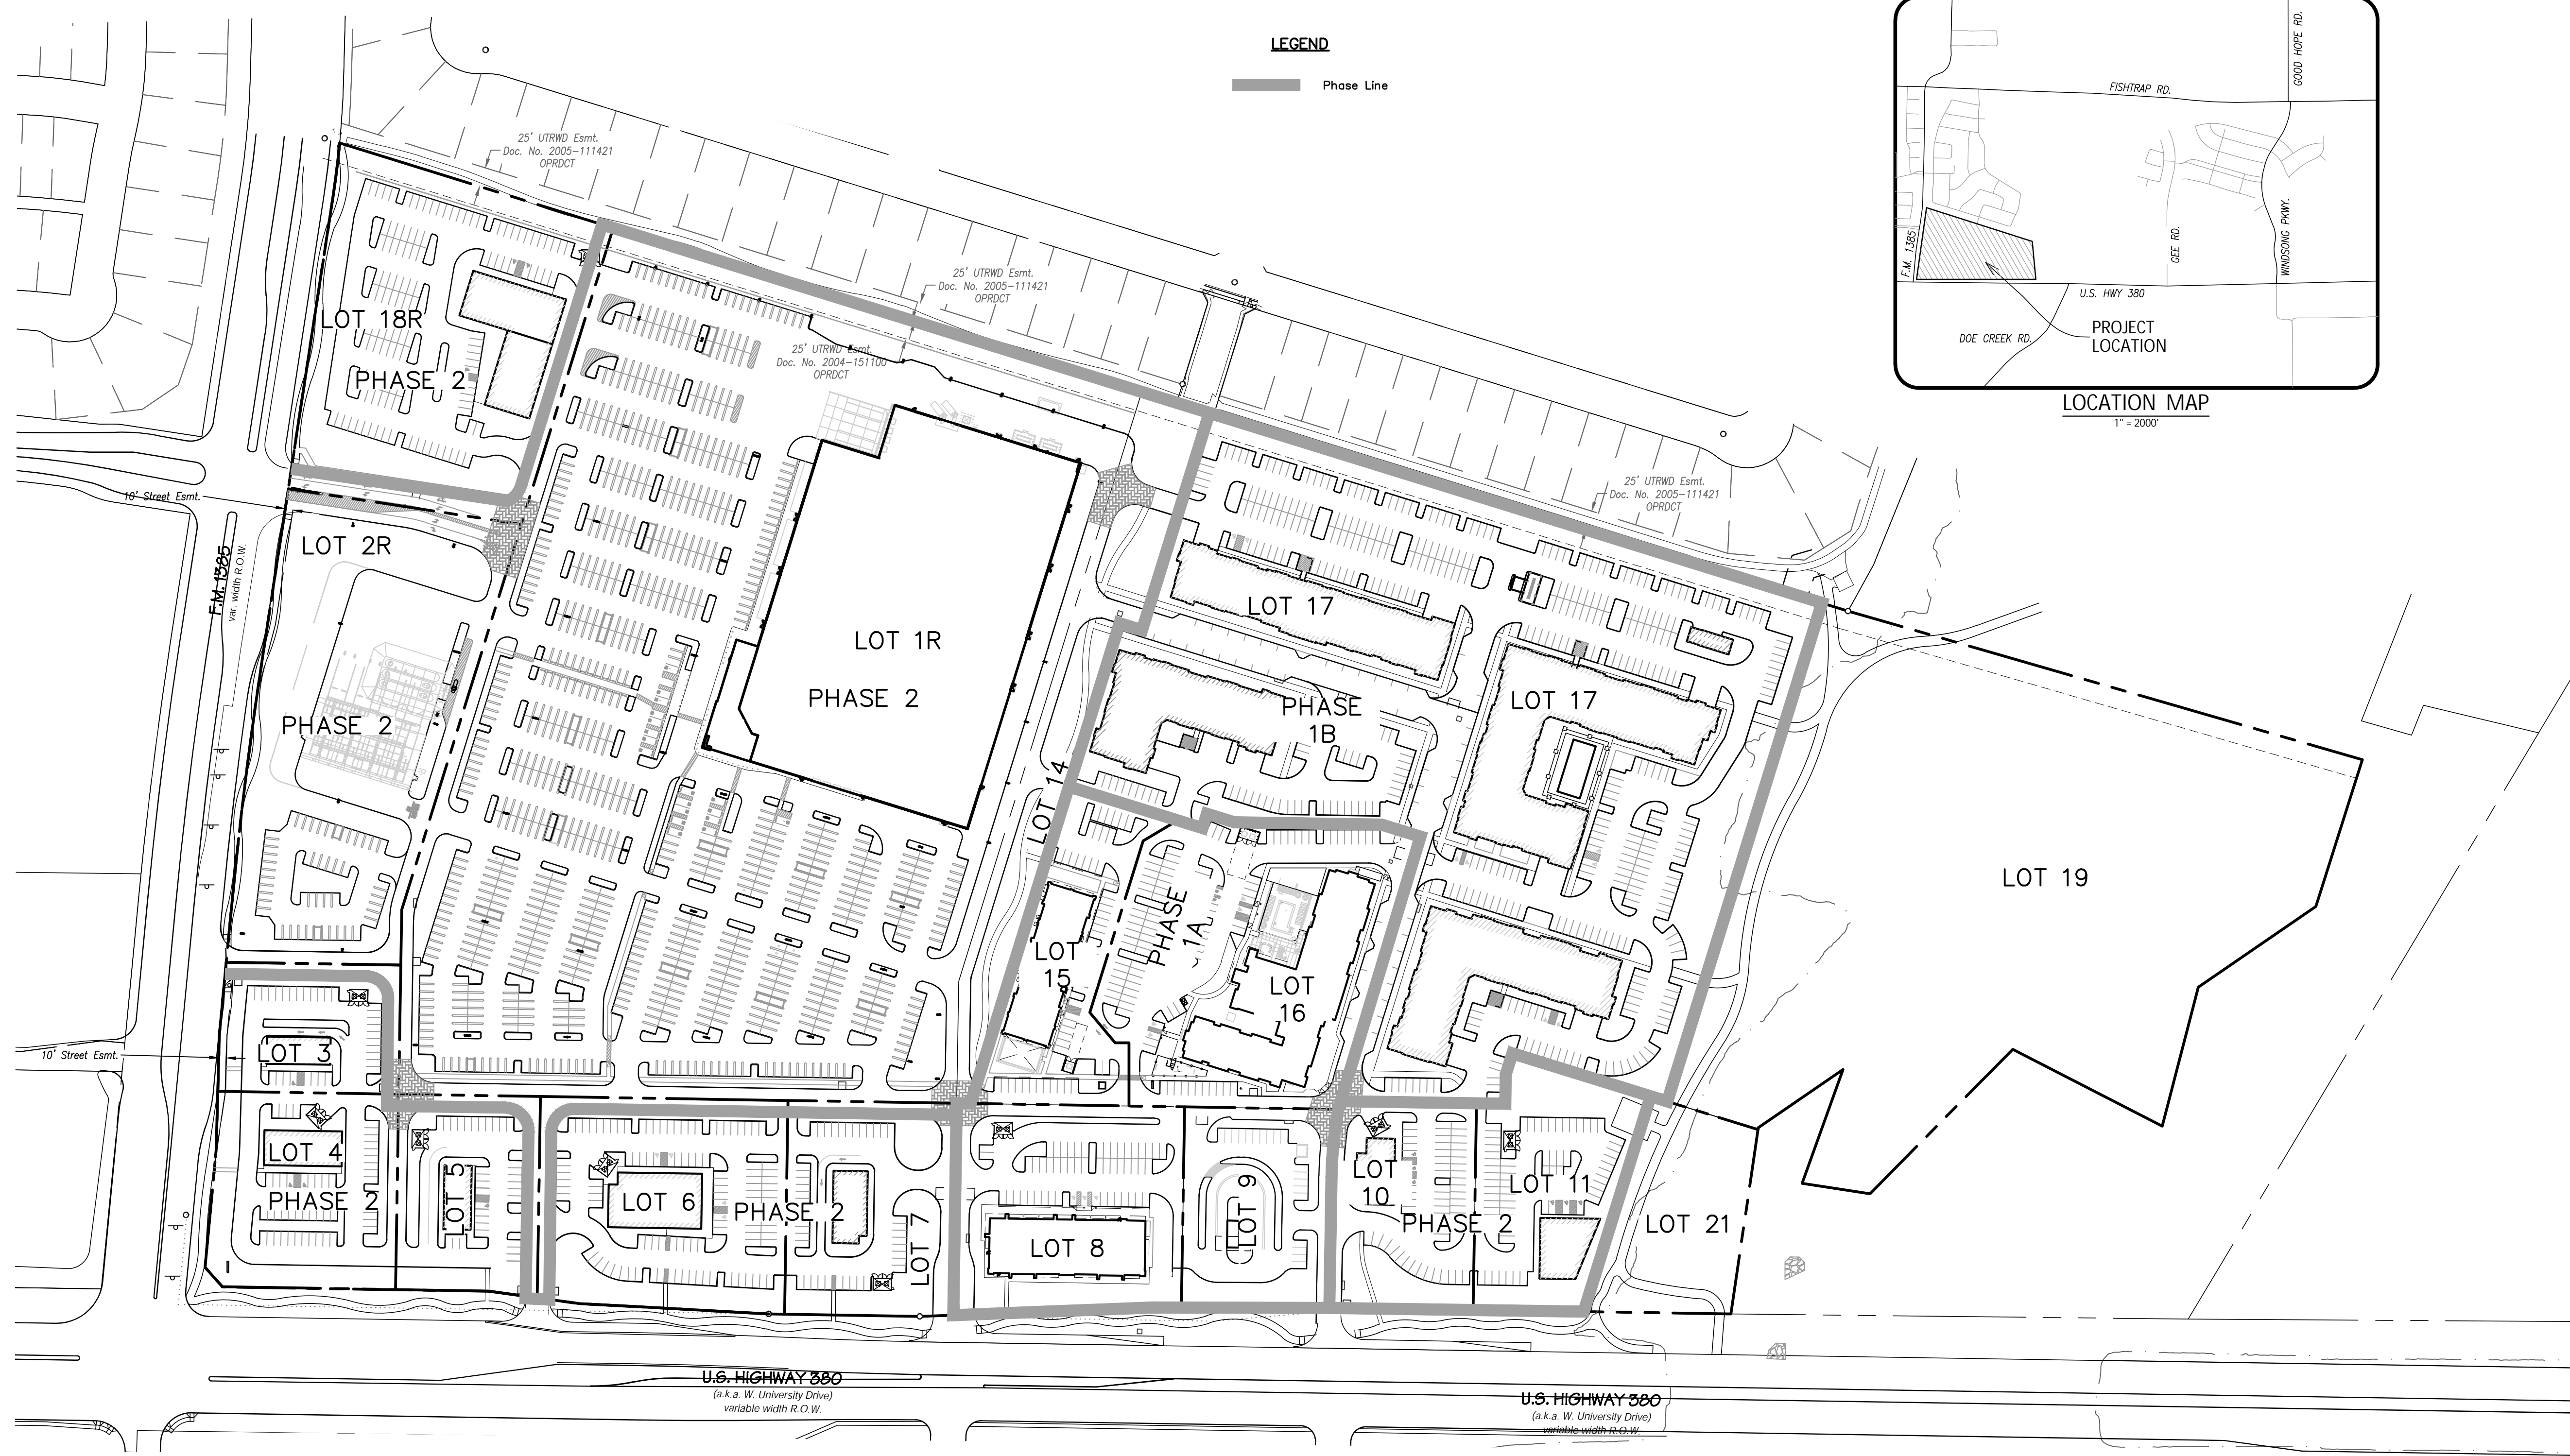 LEGEND
Phase Line
25' UTRWD Esmt.
Doc. No. 2005-111421
OPRDCT
25' UTRWD Esmt.
Doc. No. 2005-111421
OPRDCT
25' UTRWD Esmt.
Doc. No. 2004-151100
OPRDCT
25' UTRWD Esmt.
Doc. No. 2005-111421
OPRDCT
FISHTRAP RD.
GOOD HOPE RD.
F.M. 1385
GEE RD.
WINDSONG PKWY.
U.S. HWY 380
DOE CREEK RD.
PROJECT
LOCATION
LOCATION MAP
1" = 2000'
LOT 18R
PHASE 2
10' Street Esmt.
F.M. 1385
var. width R.O.W.
LOT 2R
PHASE 2
LOT 1R
PHASE 2
LOT 17
PHASE
1B
LOT 17
LOT 14
LOT 19
LOT
15
PHASE
1A
LOT
16
10' Street Esmt.
LOT 3
LOT 4
PHASE 2
LOT 5
LOT 6
PHASE 2
LOT 7
LOT 8
LOT 9
LOT
10
PHASE 2
LOT 11
LOT 21
U.S. HIGHWAY 380
(a.k.a. W. University Drive)
variable width R.O.W.
U.S. HIGHWAY 380
(a.k.a. W. University Drive)
variable width R.O.W.